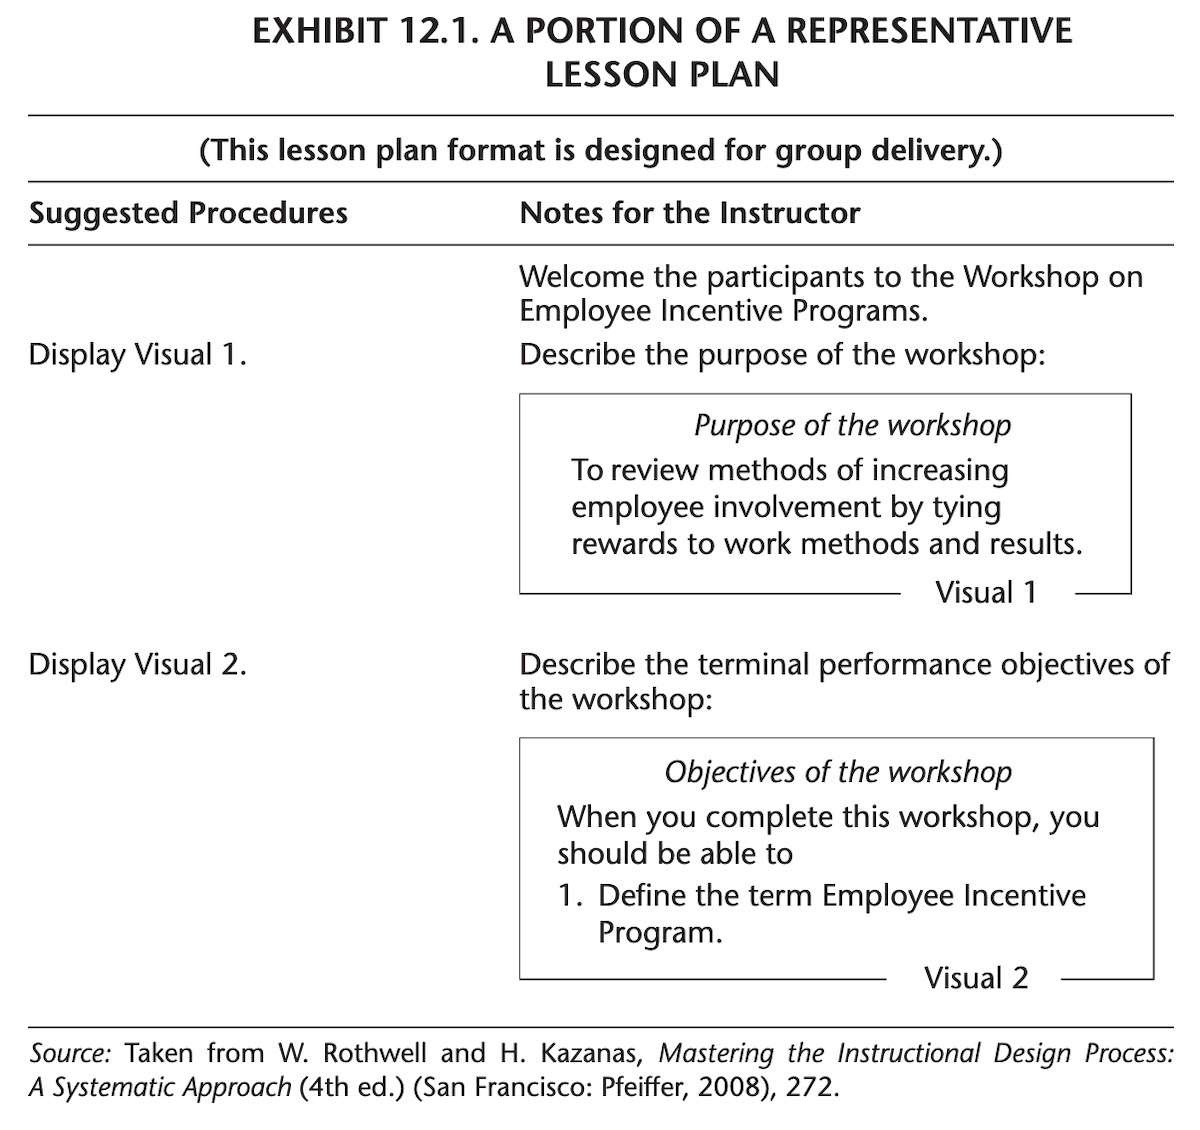 EXHIBIT 12.1. A PORTION OF A REPRESENTATIVE
LESSON PLAN
(This lesson plan format is designed for group delivery.)
Suggested Procedures
Notes for the Instructor
Welcome the participants to the Workshop on
Employee Incentive Programs.
Display Visual 1.
Describe the purpose of the workshop:
Purpose of the workshop
To review methods of increasing
employee involvement by tying
rewards to work methods and results.
Visual 1
Display Visual 2.
Describe the terminal performance objectives of
the workshop:
Objectives of the workshop
When you complete this workshop, you
should be able to
1. Define the term Employee Incentive
Program.
Visual 2
Source: Taken from W. Rothwell and H. Kazanas, Mastering the Instructional Design Process:
A Systematic Approach (4th ed.) (San Francisco: Pfeiffer, 2008), 272.